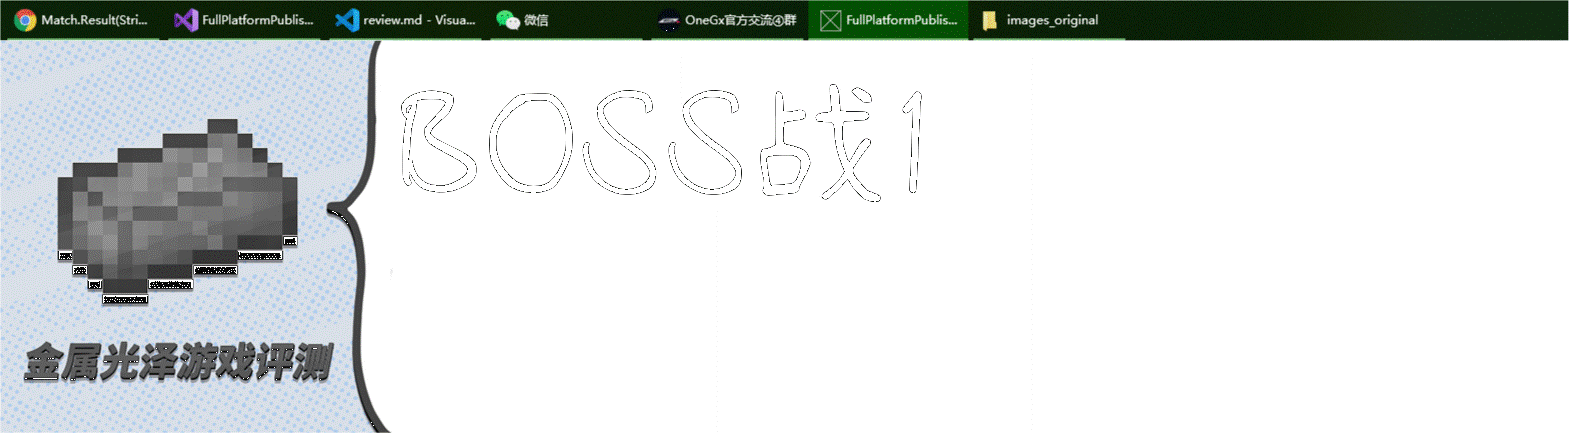 Match.Result(Stri... FullPlatformPublis... review.md - Visua... 微信 OneGx官方交流④群 FullPlatformPublis... images_original
BOSS战1
金属光泽游戏评测